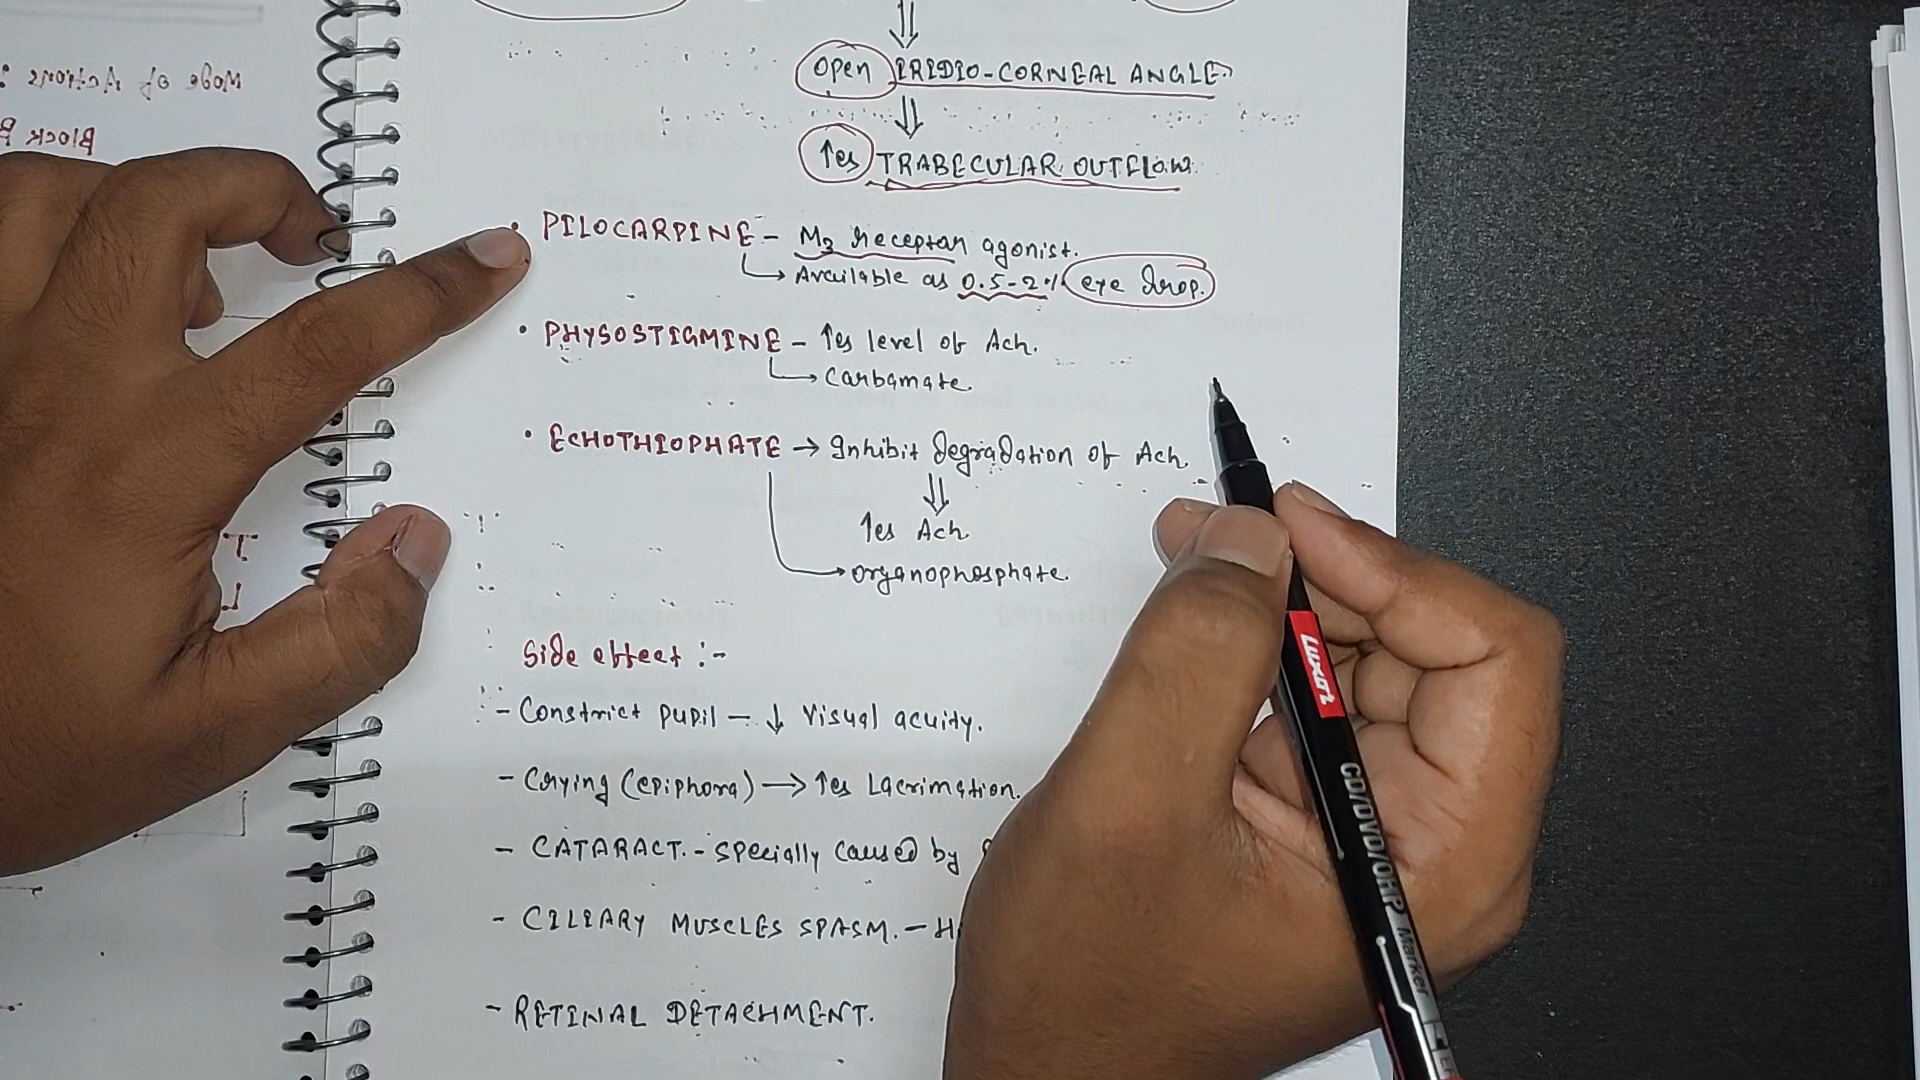 Open IRIDIO-CORNEAL ANGLE.
↑es TRABECULAR OUTFLOW.
• PILOCARPINE - M3 receptor agonist.
Available as 0.5-2% eye drop.
• PHYSOSTIGMINE - ↑es level of Ach.
Carbamate.
• ECHOTHIOPHATE → Inhibit degradation of Ach.
↑es Ach
organophosphate.
Side effect :-
- Constrict pupil - ↓ visual acuity.
- Crying (epiphora) → ↑es Lacrimation.
- CATARACT. - specially caused by
- CILIARY MUSCLES SPASM. -
- RETINAL DETACHMENT.
Mode of Action :
Block
Luxor
CD/DVD/OHP Marker